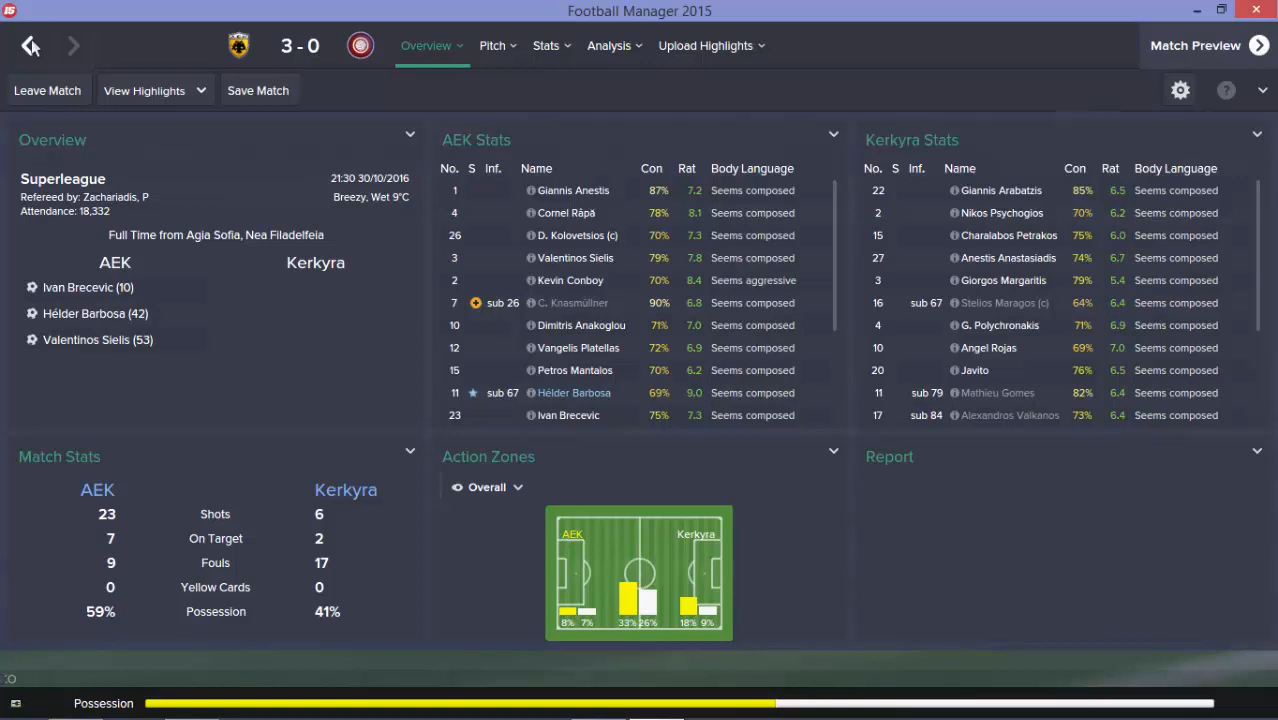 15 Football Manager 2015
3 - 0 Overview Pitch Stats Analysis Upload Highlights Match Preview
Leave Match View Highlights Save Match ?
Overview
Superleague 21:30 30/10/2016
Refereed by: Zachariadis, P Breezy, Wet 9°C
Attendance: 18,332
Full Time from Agia Sofia, Nea Filadelfeia
AEK Kerkyra
Ivan Brecevic (10)
Hélder Barbosa (42)
Valentinos Sielis (53)
AEK Stats
No. S Inf. Name Con Rat Body Language
1 Giannis Anestis 87% 7.2 Seems composed
4 Cornel Râpă 78% 8.1 Seems composed
26 D. Kolovetsios (c) 70% 7.3 Seems composed
3 Valentinos Sielis 79% 7.8 Seems composed
2 Kevin Conboy 70% 8.4 Seems aggressive
7 sub 26 C. Knasmüllner 90% 6.8 Seems composed
10 Dimitris Anakoglou 71% 7.0 Seems composed
12 Vangelis Platellas 72% 6.9 Seems composed
15 Petros Mantalos 70% 6.2 Seems composed
11 sub 67 Hélder Barbosa 69% 9.0 Seems composed
23 Ivan Brecevic 75% 7.3 Seems composed
Kerkyra Stats
No. S Inf. Name Con Rat Body Language
22 Giannis Arabatzis 85% 6.5 Seems composed
2 Nikos Psychogios 70% 6.2 Seems composed
15 Charalabos Petrakos 75% 6.0 Seems composed
27 Anestis Anastasiadis 74% 6.7 Seems composed
3 Giorgos Margaritis 79% 5.4 Seems composed
16 sub 67 Stelios Maragos (c) 64% 6.4 Seems composed
4 G. Polychronakis 71% 6.9 Seems composed
10 Angel Rojas 69% 7.0 Seems composed
20 Javito 76% 6.5 Seems composed
11 sub 79 Mathieu Gomes 82% 6.4 Seems composed
17 sub 84 Alexandros Valkanos 73% 6.4 Seems composed
Match Stats
AEK Kerkyra
23 Shots 6
7 On Target 2
9 Fouls 17
0 Yellow Cards 0
59% Possession 41%
Action Zones
Overall
AEK Kerkyra
8% 7% 33% 26% 18% 9%
Report
:O
Possession